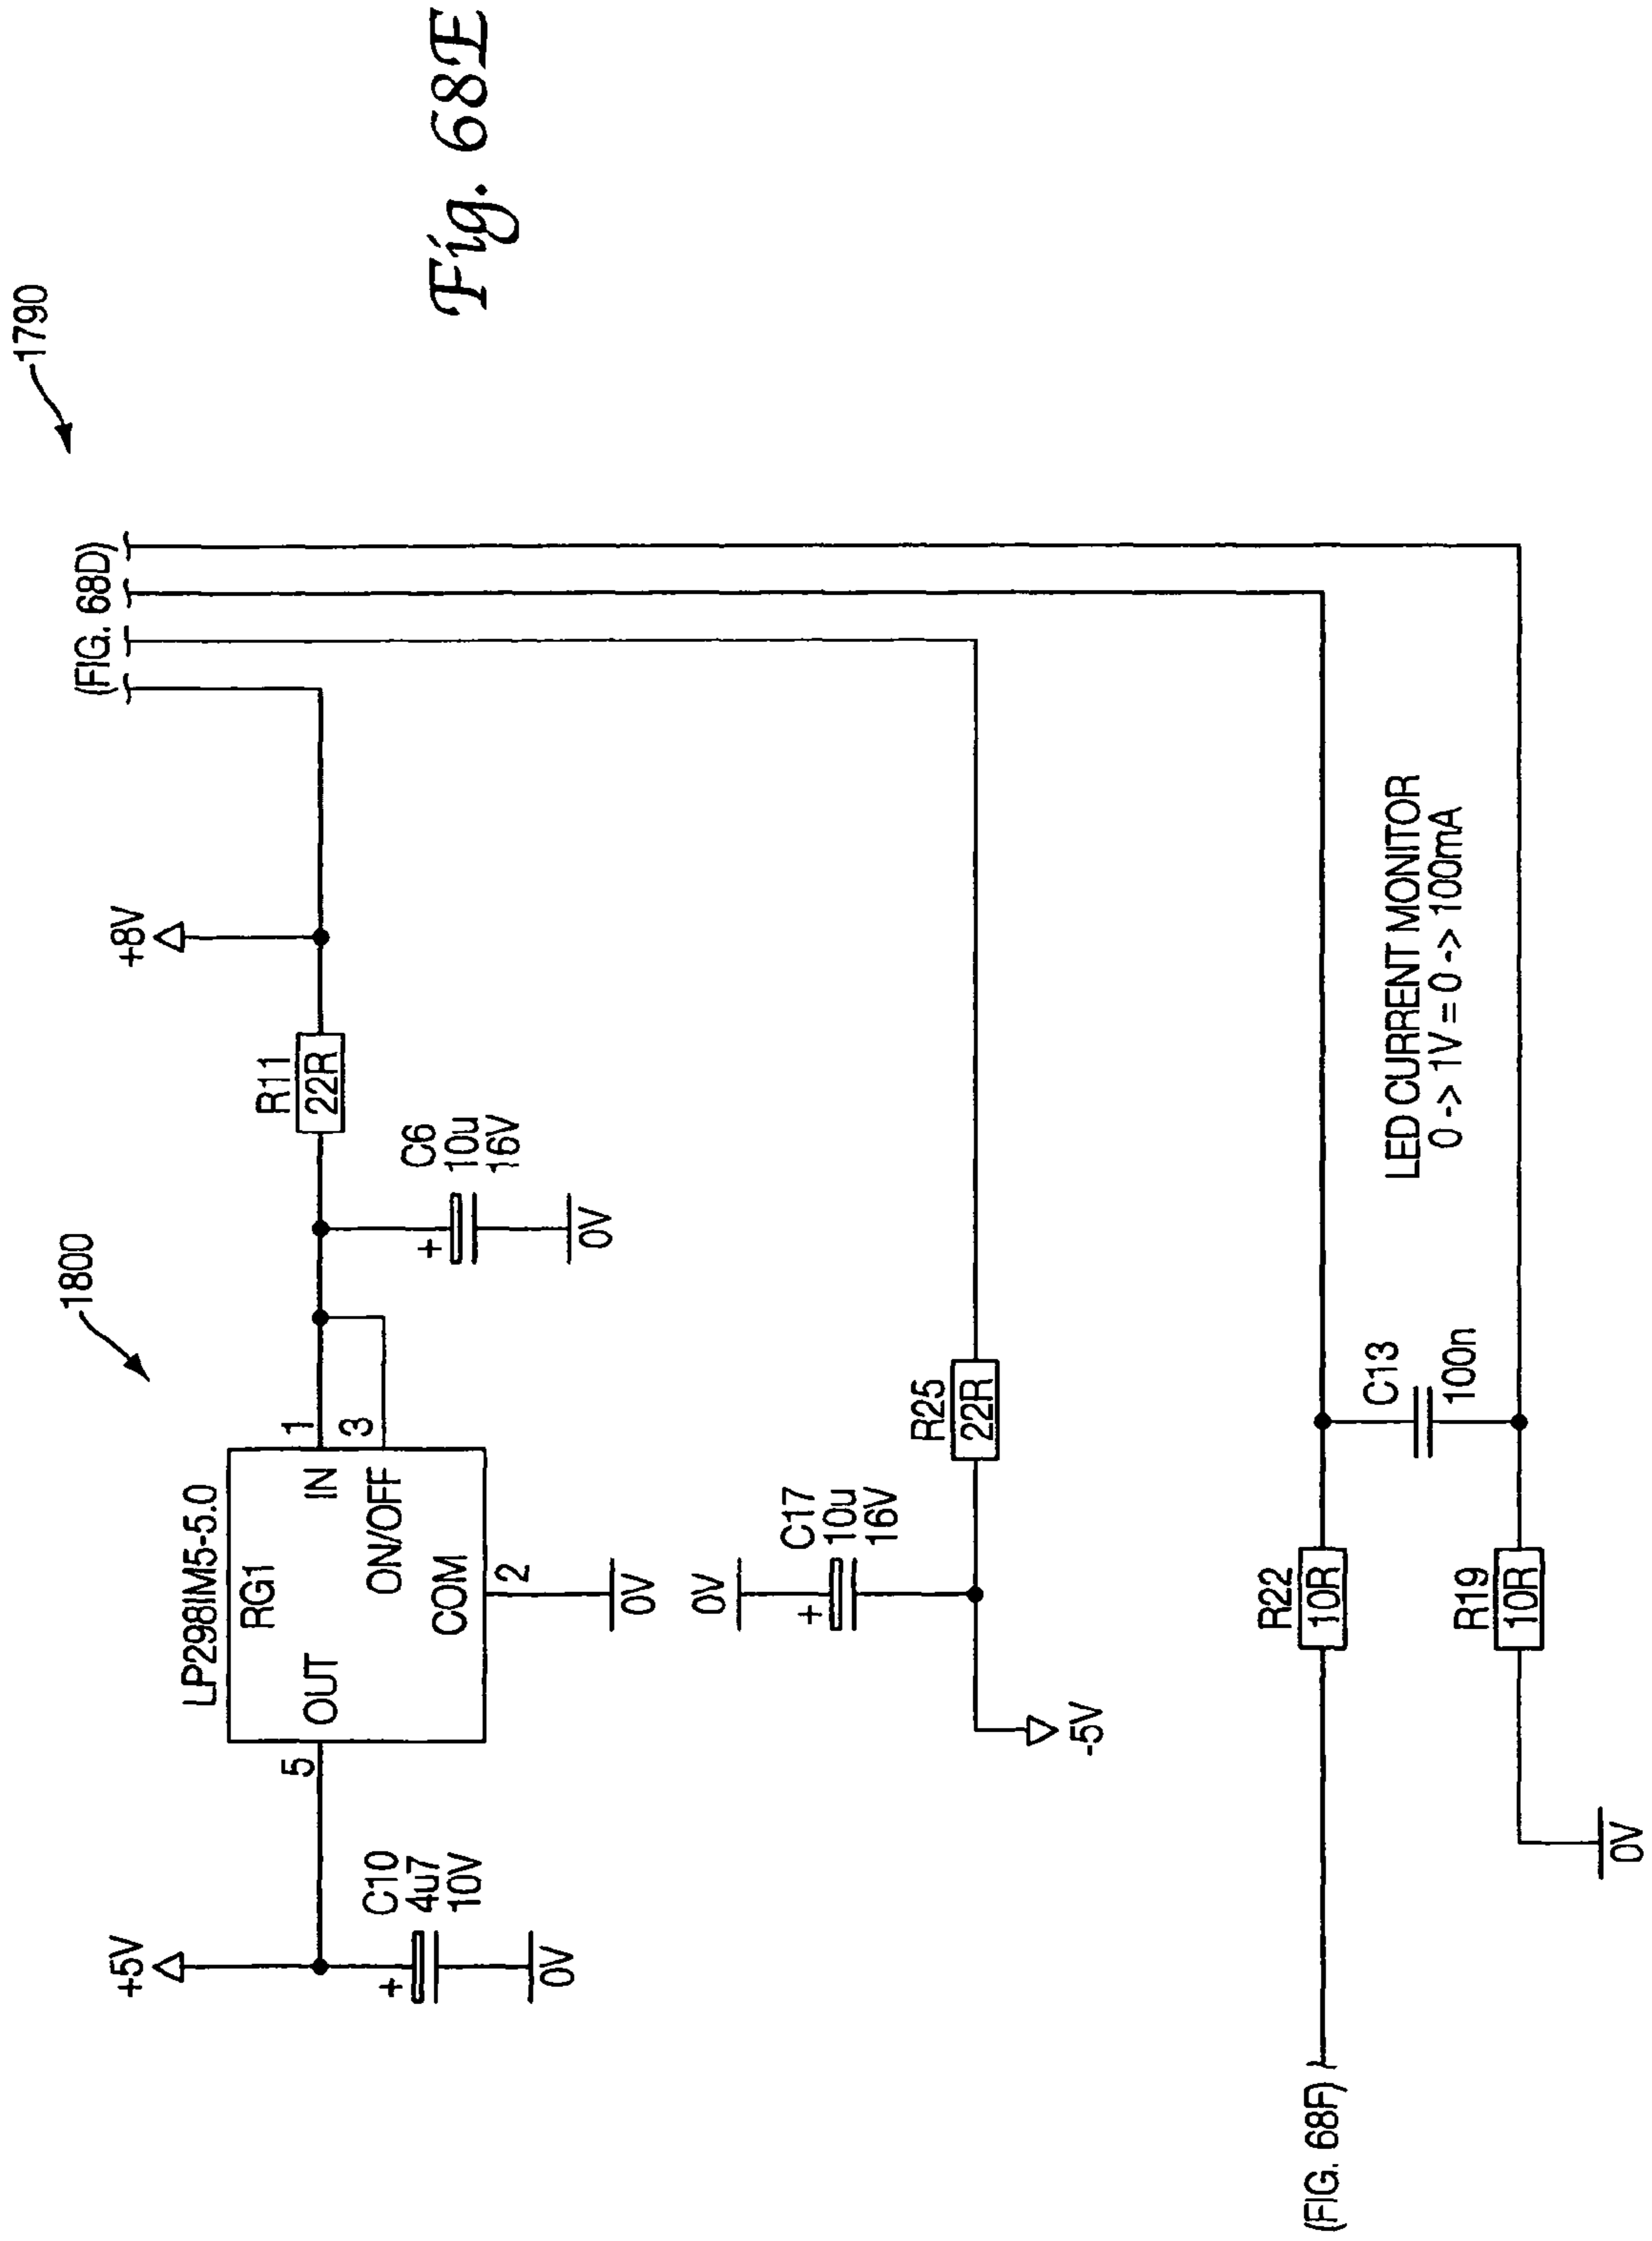 1790
Fig. 68E
(FIG. 68D)
1800
+5V
+8V
LP298IM5-5.0
RG1
OUT
IN
ON/OFF
COM
5
1
3
2
R11
22R
C6
10u
16V
+
0V
C10
4u7
10V
+
0V
0V
0V
C17
10u
16V
+
R25
22R
-5V
(FIG. 68F)
R22
10R
C13
100n
LED CURRENT MONITOR
0 -> 1V = 0 -> 100mA
R19
10R
0V